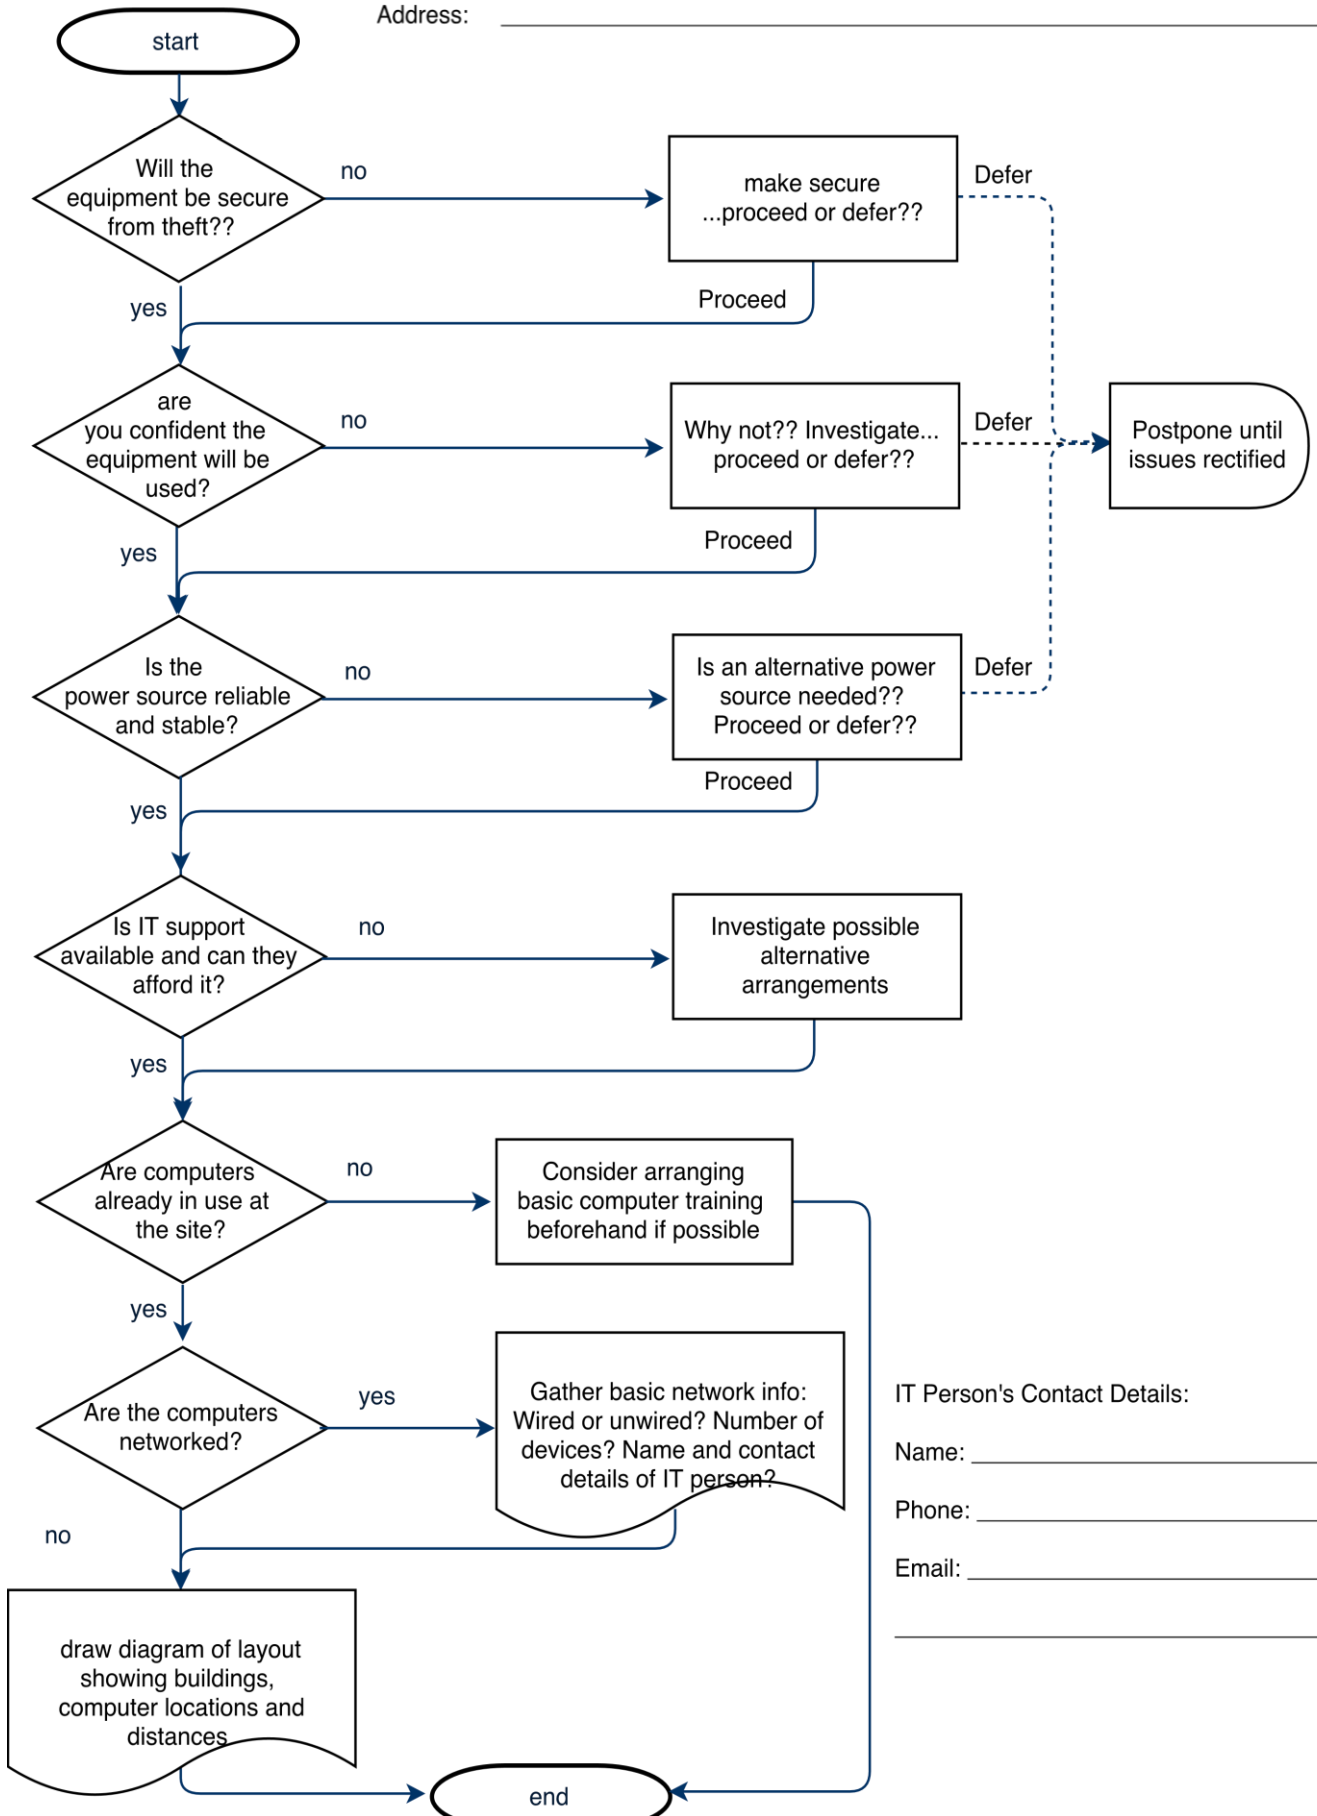 Address:
start
Will the
equipment be secure
from theft??
no
make secure
...proceed or defer??
Defer
yes
Proceed
are
you confident the
equipment will be
used?
no
Why not?? Investigate...
proceed or defer??
Defer
Postpone until
issues rectified
yes
Proceed
Is the
power source reliable
and stable?
no
Is an alternative power
source needed??
Proceed or defer??
Defer
yes
Proceed
Is IT support
available and can they
afford it?
no
Investigate possible
alternative
arrangements
yes
Are computers
already in use at
the site?
no
Consider arranging
basic computer training
beforehand if possible
yes
Are the computers
networked?
yes
Gather basic network info:
Wired or unwired? Number of
devices? Name and contact
details of IT person?
IT Person's Contact Details:
Name:
Phone:
Email:
no
draw diagram of layout
showing buildings,
computer locations and
distances
end